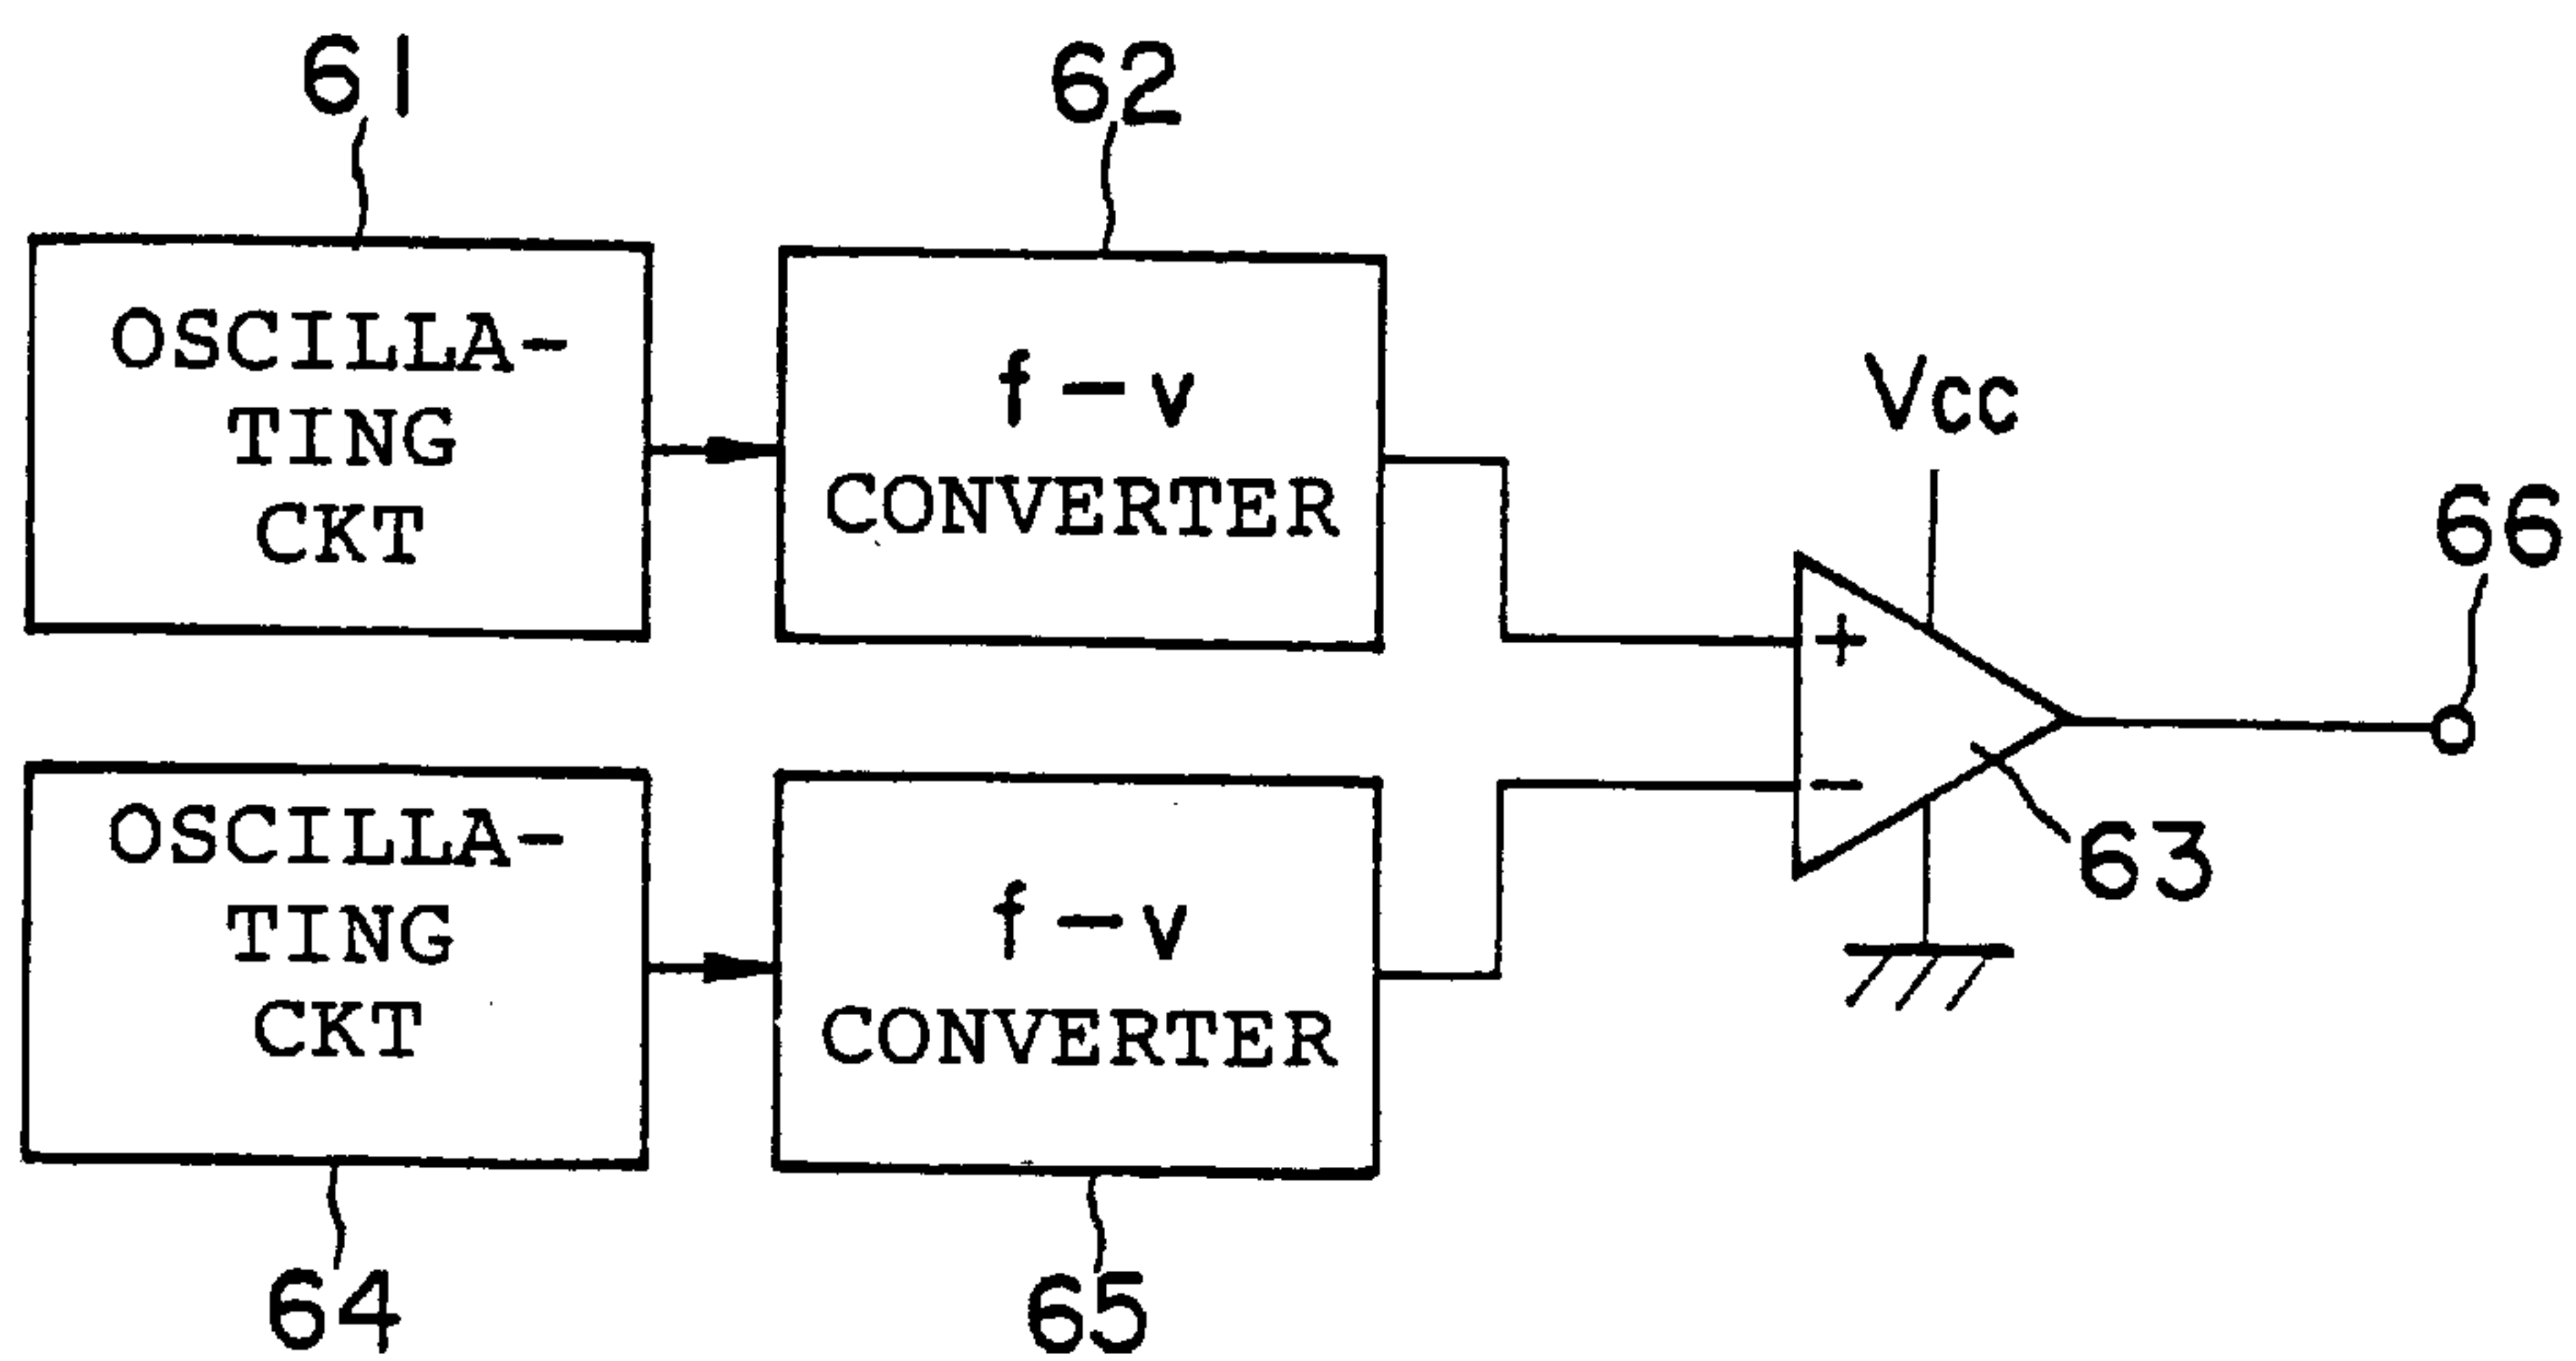 61
62
OSCILLA-
TING
CKT
f-v
CONVERTER
Vcc
66
+
-
63
OSCILLA-
TING
CKT
f-v
CONVERTER
64
65